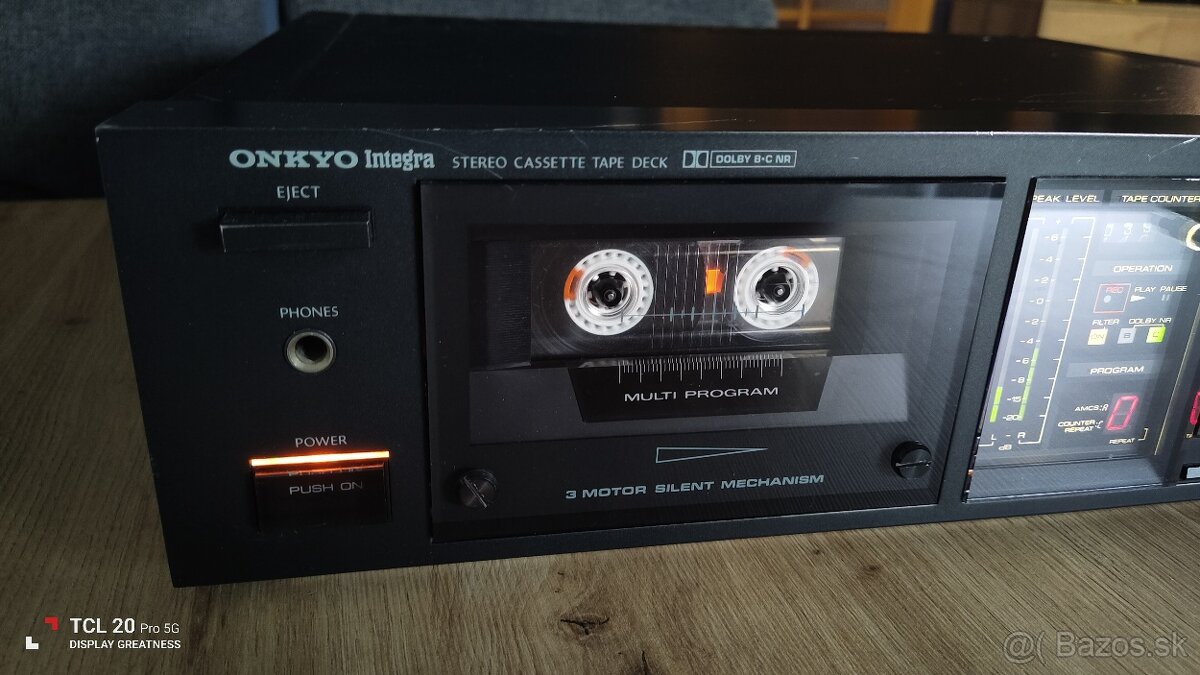 ONKYO Integra STEREO CASSETTE TAPE DECK DOLBY B·C NR
EJECT
PHONES
POWER
PUSH ON
MULTI PROGRAM
3 MOTOR SILENT MECHANISM
PEAK LEVEL TAPE COUNTER
OPERATION
REC PLAY PAUSE
FILTER DOLBY NR
ON B C
PROGRAM
AMCS
COUNTER
REPEAT
REPEAT
L - R
dB
TCL 20 Pro 5G
DISPLAY GREATNESS
Bazos.sk